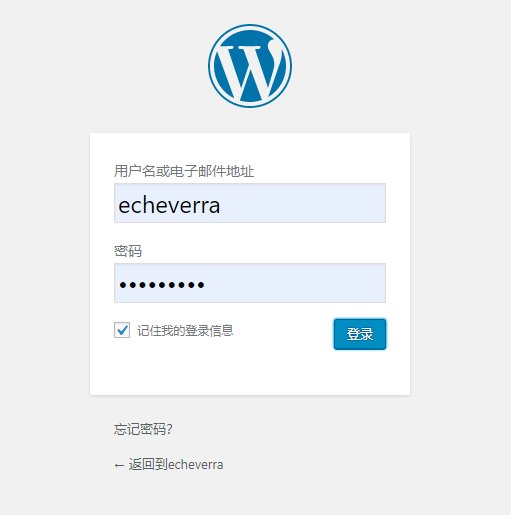 用户名或电子邮件地址
echeverra
密码
•••••••••
记住我的登录信息
登录
忘记密码?
← 返回到echeverra